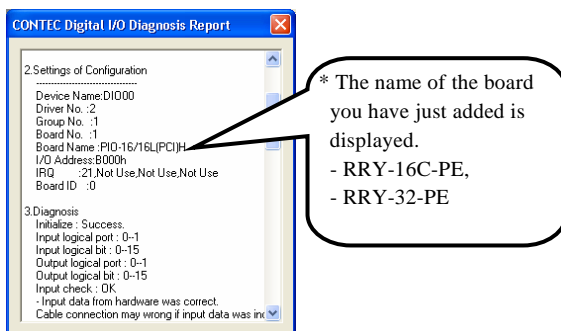 CONTEC Digital I/O Diagnosis Report
2.Settings of Configuration
----------------------------------
Device Name:DIO00
Driver No. :2
Group No. :1
Board No. :1
Board Name :PIO-16/16L(PCI)H
I/O Address:B000h
IRQ :21,Not Use,Not Use,Not Use
Board ID :0
3.Diagnosis
Initialize : Success.
Input logical port : 0--1
Input logical bit : 0--15
Output logical port : 0--1
Output logical bit : 0--15
Input check : OK
- Input data from hardware was correct.
Cable connection may wrong if input data was
* The name of the board
you have just added is
displayed.
- RRY-16C-PE,
- RRY-32-PE